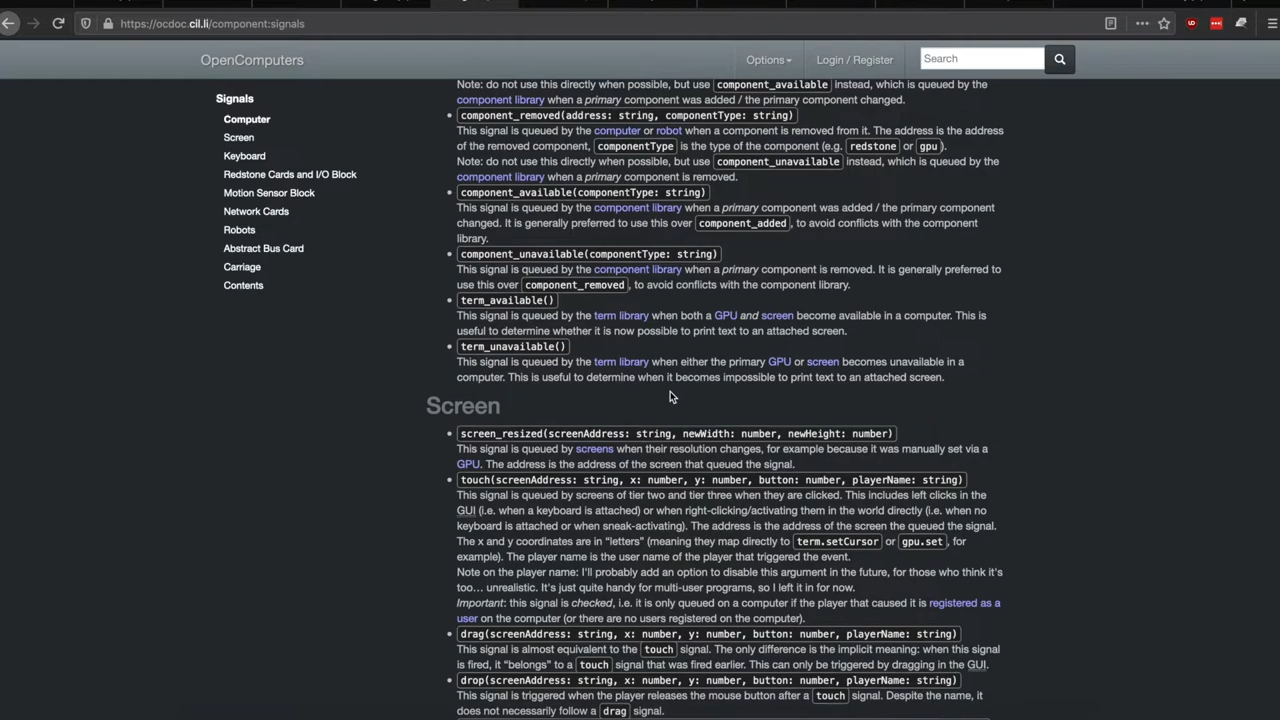 https://ocdoc.cil.li/component:signals
OpenComputers
Options
Login / Register
Search
Signals
Computer
Screen
Keyboard
Redstone Cards and I/O Block
Motion Sensor Block
Network Cards
Robots
Abstract Bus Card
Carriage
Contents
Note: do not use this directly when possible, but use component_available instead, which is queued by the
component library when a primary component was added / the primary component changed.
component_removed(address: string, componentType: string)
This signal is queued by the computer or robot when a component is removed from it. The address is the address
of the removed component, componentType is the type of the component (e.g. redstone or gpu).
Note: do not use this directly when possible, but use component_unavailable instead, which is queued by the
component library when a primary component is removed.
component_available(componentType: string)
This signal is queued by the component library when a primary component was added / the primary component
changed. It is generally preferred to use this over component_added, to avoid conflicts with the component
library.
component_unavailable(componentType: string)
This signal is queued by the component library when a primary component is removed. It is generally preferred to
use this over component_removed, to avoid conflicts with the component library.
term_available()
This signal is queued by the term library when both a GPU and screen become available in a computer. This is
useful to determine whether it is now possible to print text to an attached screen.
term_unavailable()
This signal is queued by the term library when either the primary GPU or screen becomes unavailable in a
computer. This is useful to determine when it becomes impossible to print text to an attached screen.
Screen
screen_resized(screenAddress: string, newWidth: number, newHeight: number)
This signal is queued by screens when their resolution changes, for example because it was manually set via a
GPU. The address is the address of the screen that queued the signal.
touch(screenAddress: string, x: number, y: number, button: number, playerName: string)
This signal is queued by screens of tier two and tier three when they are clicked. This includes left clicks in the
GUI (i.e. when a keyboard is attached) or when right-clicking/activating them in the world directly (i.e. when no
keyboard is attached or when sneak-activating). The address is the address of the screen the queued the signal.
The x and y coordinates are in “letters” (meaning they map directly to term.setCursor or gpu.set, for
example). The player name is the user name of the player that triggered the event.
Note on the player name: I'll probably add an option to disable this argument in the future, for those who think it's
too… unrealistic. It's just quite handy for multi-user programs, so I left it in for now.
Important: this signal is checked, i.e. it is only queued on a computer if the player that caused it is registered as a
user on the computer (or there are no users registered on the computer).
drag(screenAddress: string, x: number, y: number, button: number, playerName: string)
This signal is almost equivalent to the touch signal. The only difference is the implicit meaning: when this signal
is fired, it “belongs” to a touch signal that was fired earlier. This can only be triggered by dragging in the GUI.
drop(screenAddress: string, x: number, y: number, button: number, playerName: string)
This signal is triggered when the player releases the mouse button after a touch signal. Despite the name, it
does not necessarily follow a drag signal.